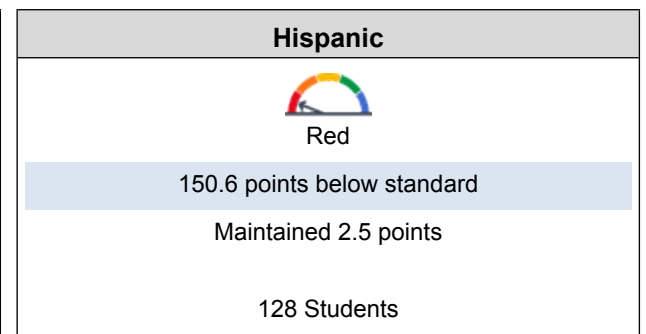 Hispanic
Red
150.6 points below standard
Maintained 2.5 points
128 Students